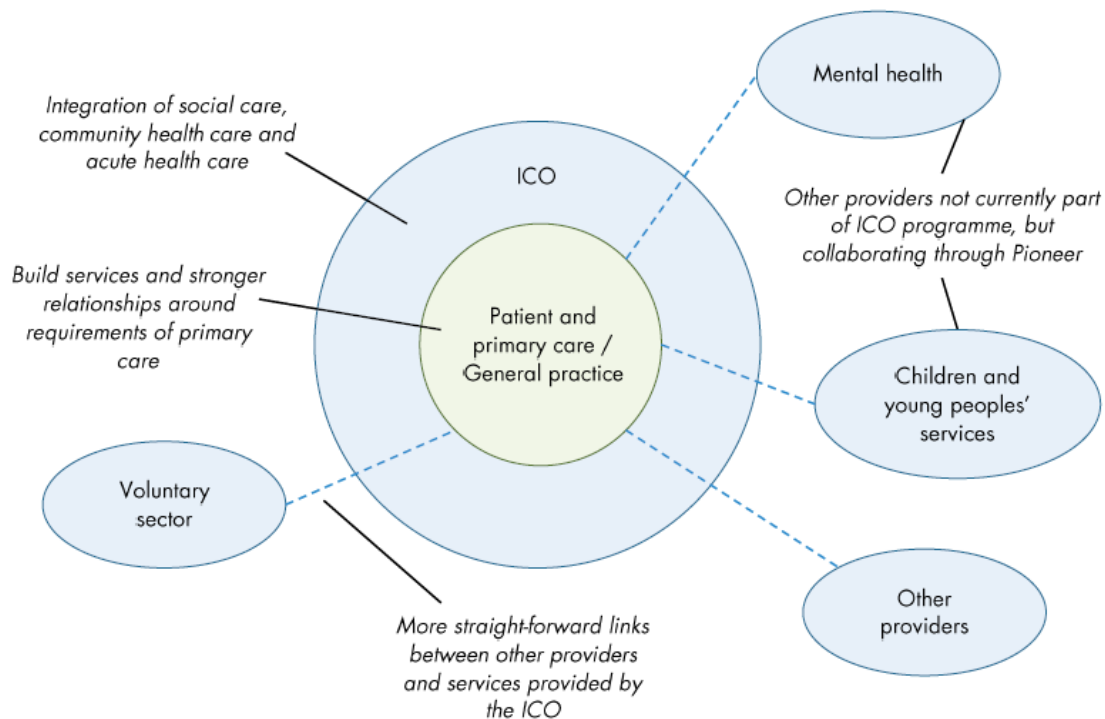 Mental health
Integration of social care,
community health care and
acute health care
ICO
Other providers not currently part
of ICO programme, but
collaborating through Pioneer
Build services and stronger
relationships around
requirements of primary
care
Patient and
primary care /
General practice
Children and
young peoples’
services
Voluntary
sector
Other
providers
More straight-forward links
between other providers
and services provided by
the ICO